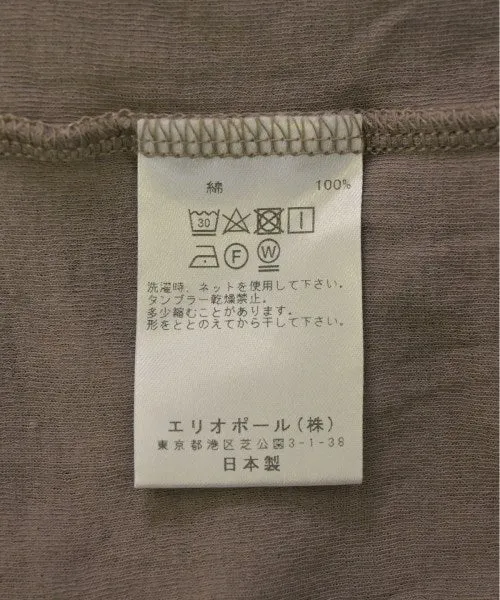 綿 100%
30
F W
洗濯時、ネットを使用して下さい。
タンブラー乾燥禁止。
多少縮むことがあります。
形をととのえてから干して下さい。
エリオポール(株)
東京都港区芝公園3-1-38
日本製